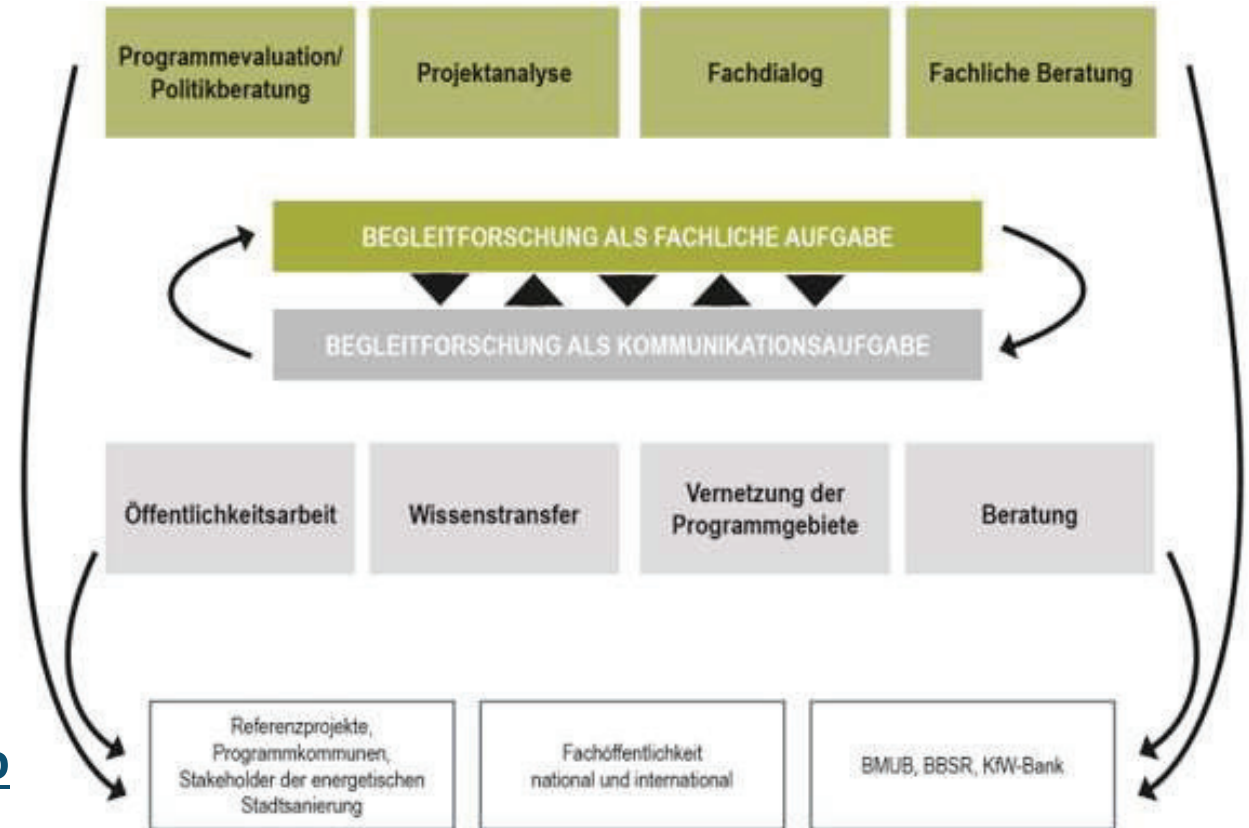 Programmevaluation/
Politikberatung
Projektanalyse
Fachdialog
Fachliche Beratung
BEGLEITFORSCHUNG ALS FACHLICHE AUFGABE
BEGLEITFORSCHUNG ALS KOMMUNIKATIONSAUFGABE
Öffentlichkeitsarbeit
Wissenstransfer
Vernetzung der
Programmgebiete
Beratung
Referenzprojekte,
Programmkommunen,
Stakeholder der energetischen
Stadtsanierung
Fachöffentlichkeit
national und international
BMUB, BBSR, KfW-Bank